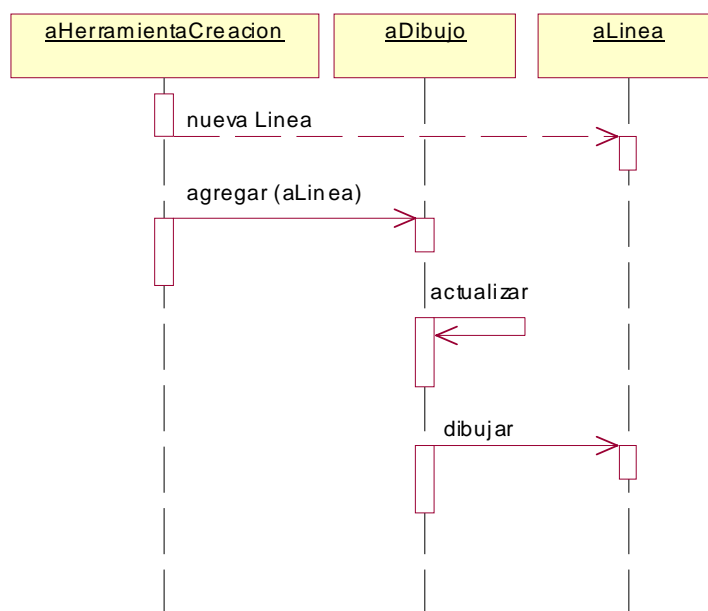 aHerramientaCreacion
aDibujo
aLinea
nueva Linea
agregar (aLinea)
actualizar
dibujar